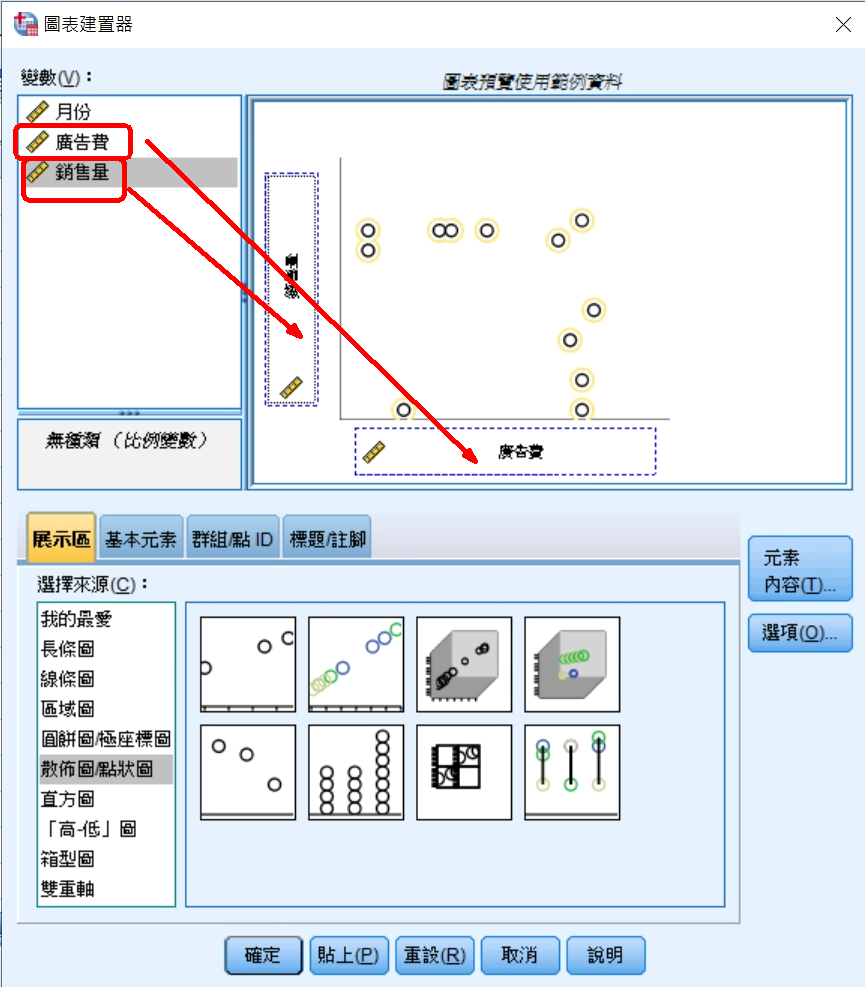 圖表建置器
變數(V)：
圖表預覽使用範例資料
月份
廣告費
銷售量
銷售量
廣告費
無種類（比例變數）
展示區
基本元素
群組/點 ID
標題/註腳
選擇來源(C)：
我的最愛
長條圖
線條圖
區域圖
圓餅圖/極座標圖
散佈圖/點狀圖
直方圖
「高-低」圖
箱型圖
雙重軸
元素
內容(T)...
選項(O)...
確定
貼上(P)
重設(R)
取消
說明